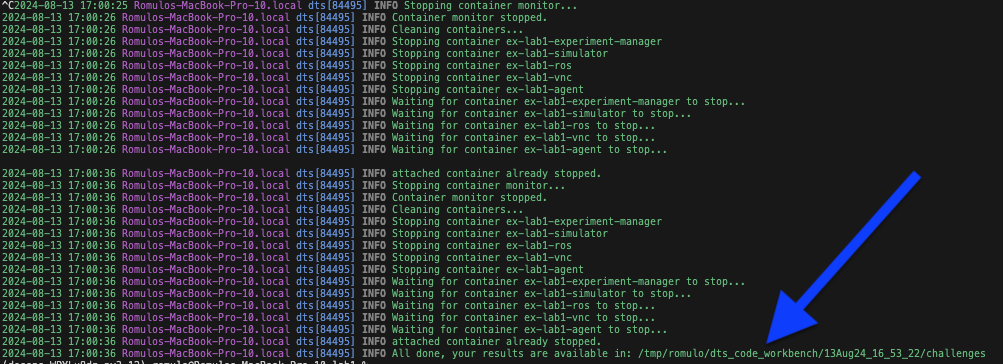 ^C2024-08-13 17:00:25 Romulos-MacBook-Pro-10.local dts[84495] INFO Stopping container monitor...
2024-08-13 17:00:26 Romulos-MacBook-Pro-10.local dts[84495] INFO Container monitor stopped.
2024-08-13 17:00:26 Romulos-MacBook-Pro-10.local dts[84495] INFO Cleaning containers...
2024-08-13 17:00:26 Romulos-MacBook-Pro-10.local dts[84495] INFO Stopping container ex-lab1-experiment-manager
2024-08-13 17:00:26 Romulos-MacBook-Pro-10.local dts[84495] INFO Stopping container ex-lab1-simulator
2024-08-13 17:00:26 Romulos-MacBook-Pro-10.local dts[84495] INFO Stopping container ex-lab1-ros
2024-08-13 17:00:26 Romulos-MacBook-Pro-10.local dts[84495] INFO Stopping container ex-lab1-vnc
2024-08-13 17:00:26 Romulos-MacBook-Pro-10.local dts[84495] INFO Stopping container ex-lab1-agent
2024-08-13 17:00:26 Romulos-MacBook-Pro-10.local dts[84495] INFO Waiting for container ex-lab1-experiment-manager to stop...
2024-08-13 17:00:26 Romulos-MacBook-Pro-10.local dts[84495] INFO Waiting for container ex-lab1-simulator to stop...
2024-08-13 17:00:26 Romulos-MacBook-Pro-10.local dts[84495] INFO Waiting for container ex-lab1-ros to stop...
2024-08-13 17:00:26 Romulos-MacBook-Pro-10.local dts[84495] INFO Waiting for container ex-lab1-vnc to stop...
2024-08-13 17:00:26 Romulos-MacBook-Pro-10.local dts[84495] INFO Waiting for container ex-lab1-agent to stop...
2024-08-13 17:00:36 Romulos-MacBook-Pro-10.local dts[84495] INFO attached container already stopped.
2024-08-13 17:00:36 Romulos-MacBook-Pro-10.local dts[84495] INFO Stopping container monitor...
2024-08-13 17:00:36 Romulos-MacBook-Pro-10.local dts[84495] INFO Container monitor stopped.
2024-08-13 17:00:36 Romulos-MacBook-Pro-10.local dts[84495] INFO Cleaning containers...
2024-08-13 17:00:36 Romulos-MacBook-Pro-10.local dts[84495] INFO Stopping container ex-lab1-experiment-manager
2024-08-13 17:00:36 Romulos-MacBook-Pro-10.local dts[84495] INFO Stopping container ex-lab1-simulator
2024-08-13 17:00:36 Romulos-MacBook-Pro-10.local dts[84495] INFO Stopping container ex-lab1-ros
2024-08-13 17:00:36 Romulos-MacBook-Pro-10.local dts[84495] INFO Stopping container ex-lab1-vnc
2024-08-13 17:00:36 Romulos-MacBook-Pro-10.local dts[84495] INFO Stopping container ex-lab1-agent
2024-08-13 17:00:36 Romulos-MacBook-Pro-10.local dts[84495] INFO Waiting for container ex-lab1-experiment-manager to stop...
2024-08-13 17:00:36 Romulos-MacBook-Pro-10.local dts[84495] INFO Waiting for container ex-lab1-simulator to stop...
2024-08-13 17:00:36 Romulos-MacBook-Pro-10.local dts[84495] INFO Waiting for container ex-lab1-ros to stop...
2024-08-13 17:00:36 Romulos-MacBook-Pro-10.local dts[84495] INFO Waiting for container ex-lab1-vnc to stop...
2024-08-13 17:00:36 Romulos-MacBook-Pro-10.local dts[84495] INFO Waiting for container ex-lab1-agent to stop...
2024-08-13 17:00:36 Romulos-MacBook-Pro-10.local dts[84495] INFO attached container already stopped.
2024-08-13 17:00:36 Romulos-MacBook-Pro-10.local dts[84495] INFO All done, your results are available in: /tmp/romulo/dts_code_workbench/13Aug24_16_53_22/challenges